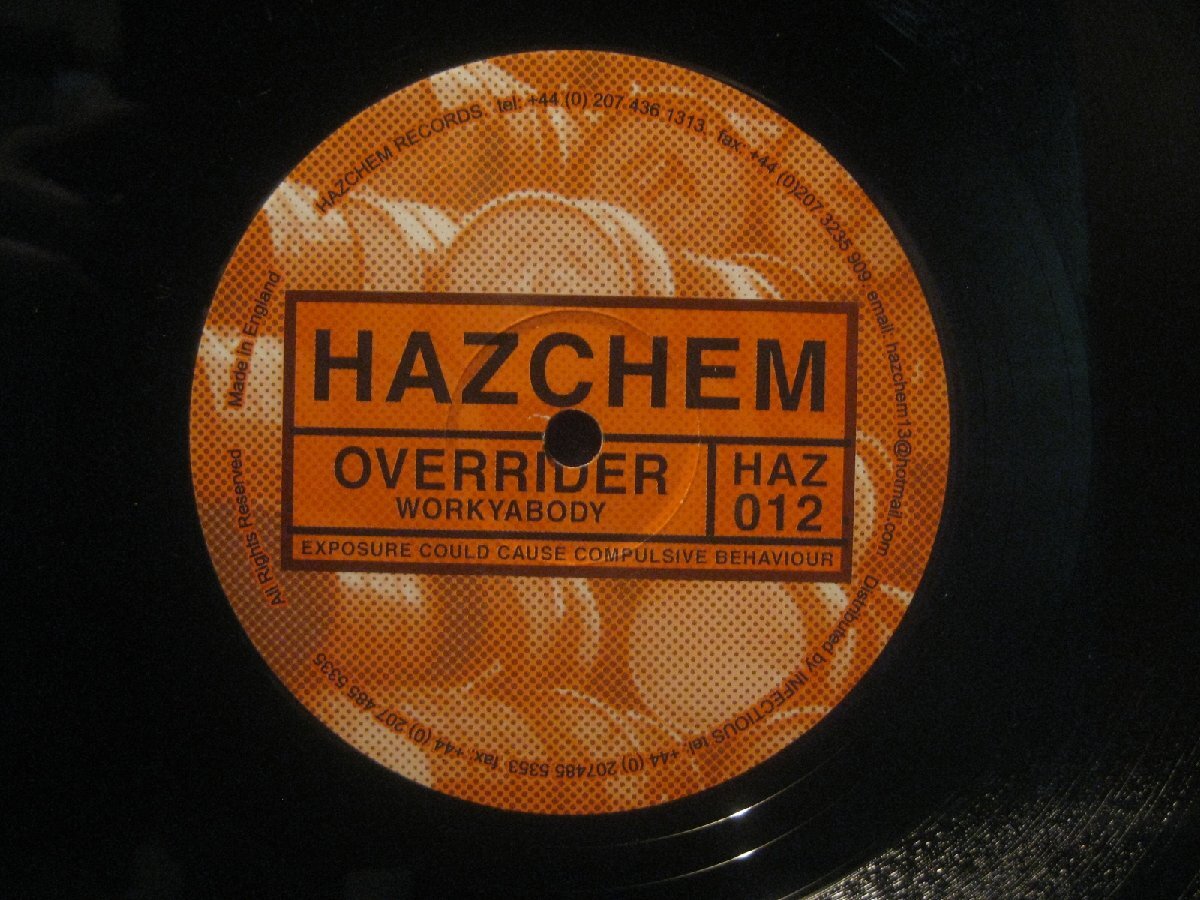 HAZCHEM RECORDS. tel: +44 (0) 207 436 1313. fax: +44 (0)207 3235 909 email: hazchem13@hotmail.com
Distributed by INFECTIOUS tel: +44 (0) 207485 5353 fax: +44 (0) 207 485 5335
All Rights Reserved
Made in England
HAZCHEM
OVERRIDER
WORKYABODY
HAZ
012
EXPOSURE COULD CAUSE COMPULSIVE BEHAVIOUR